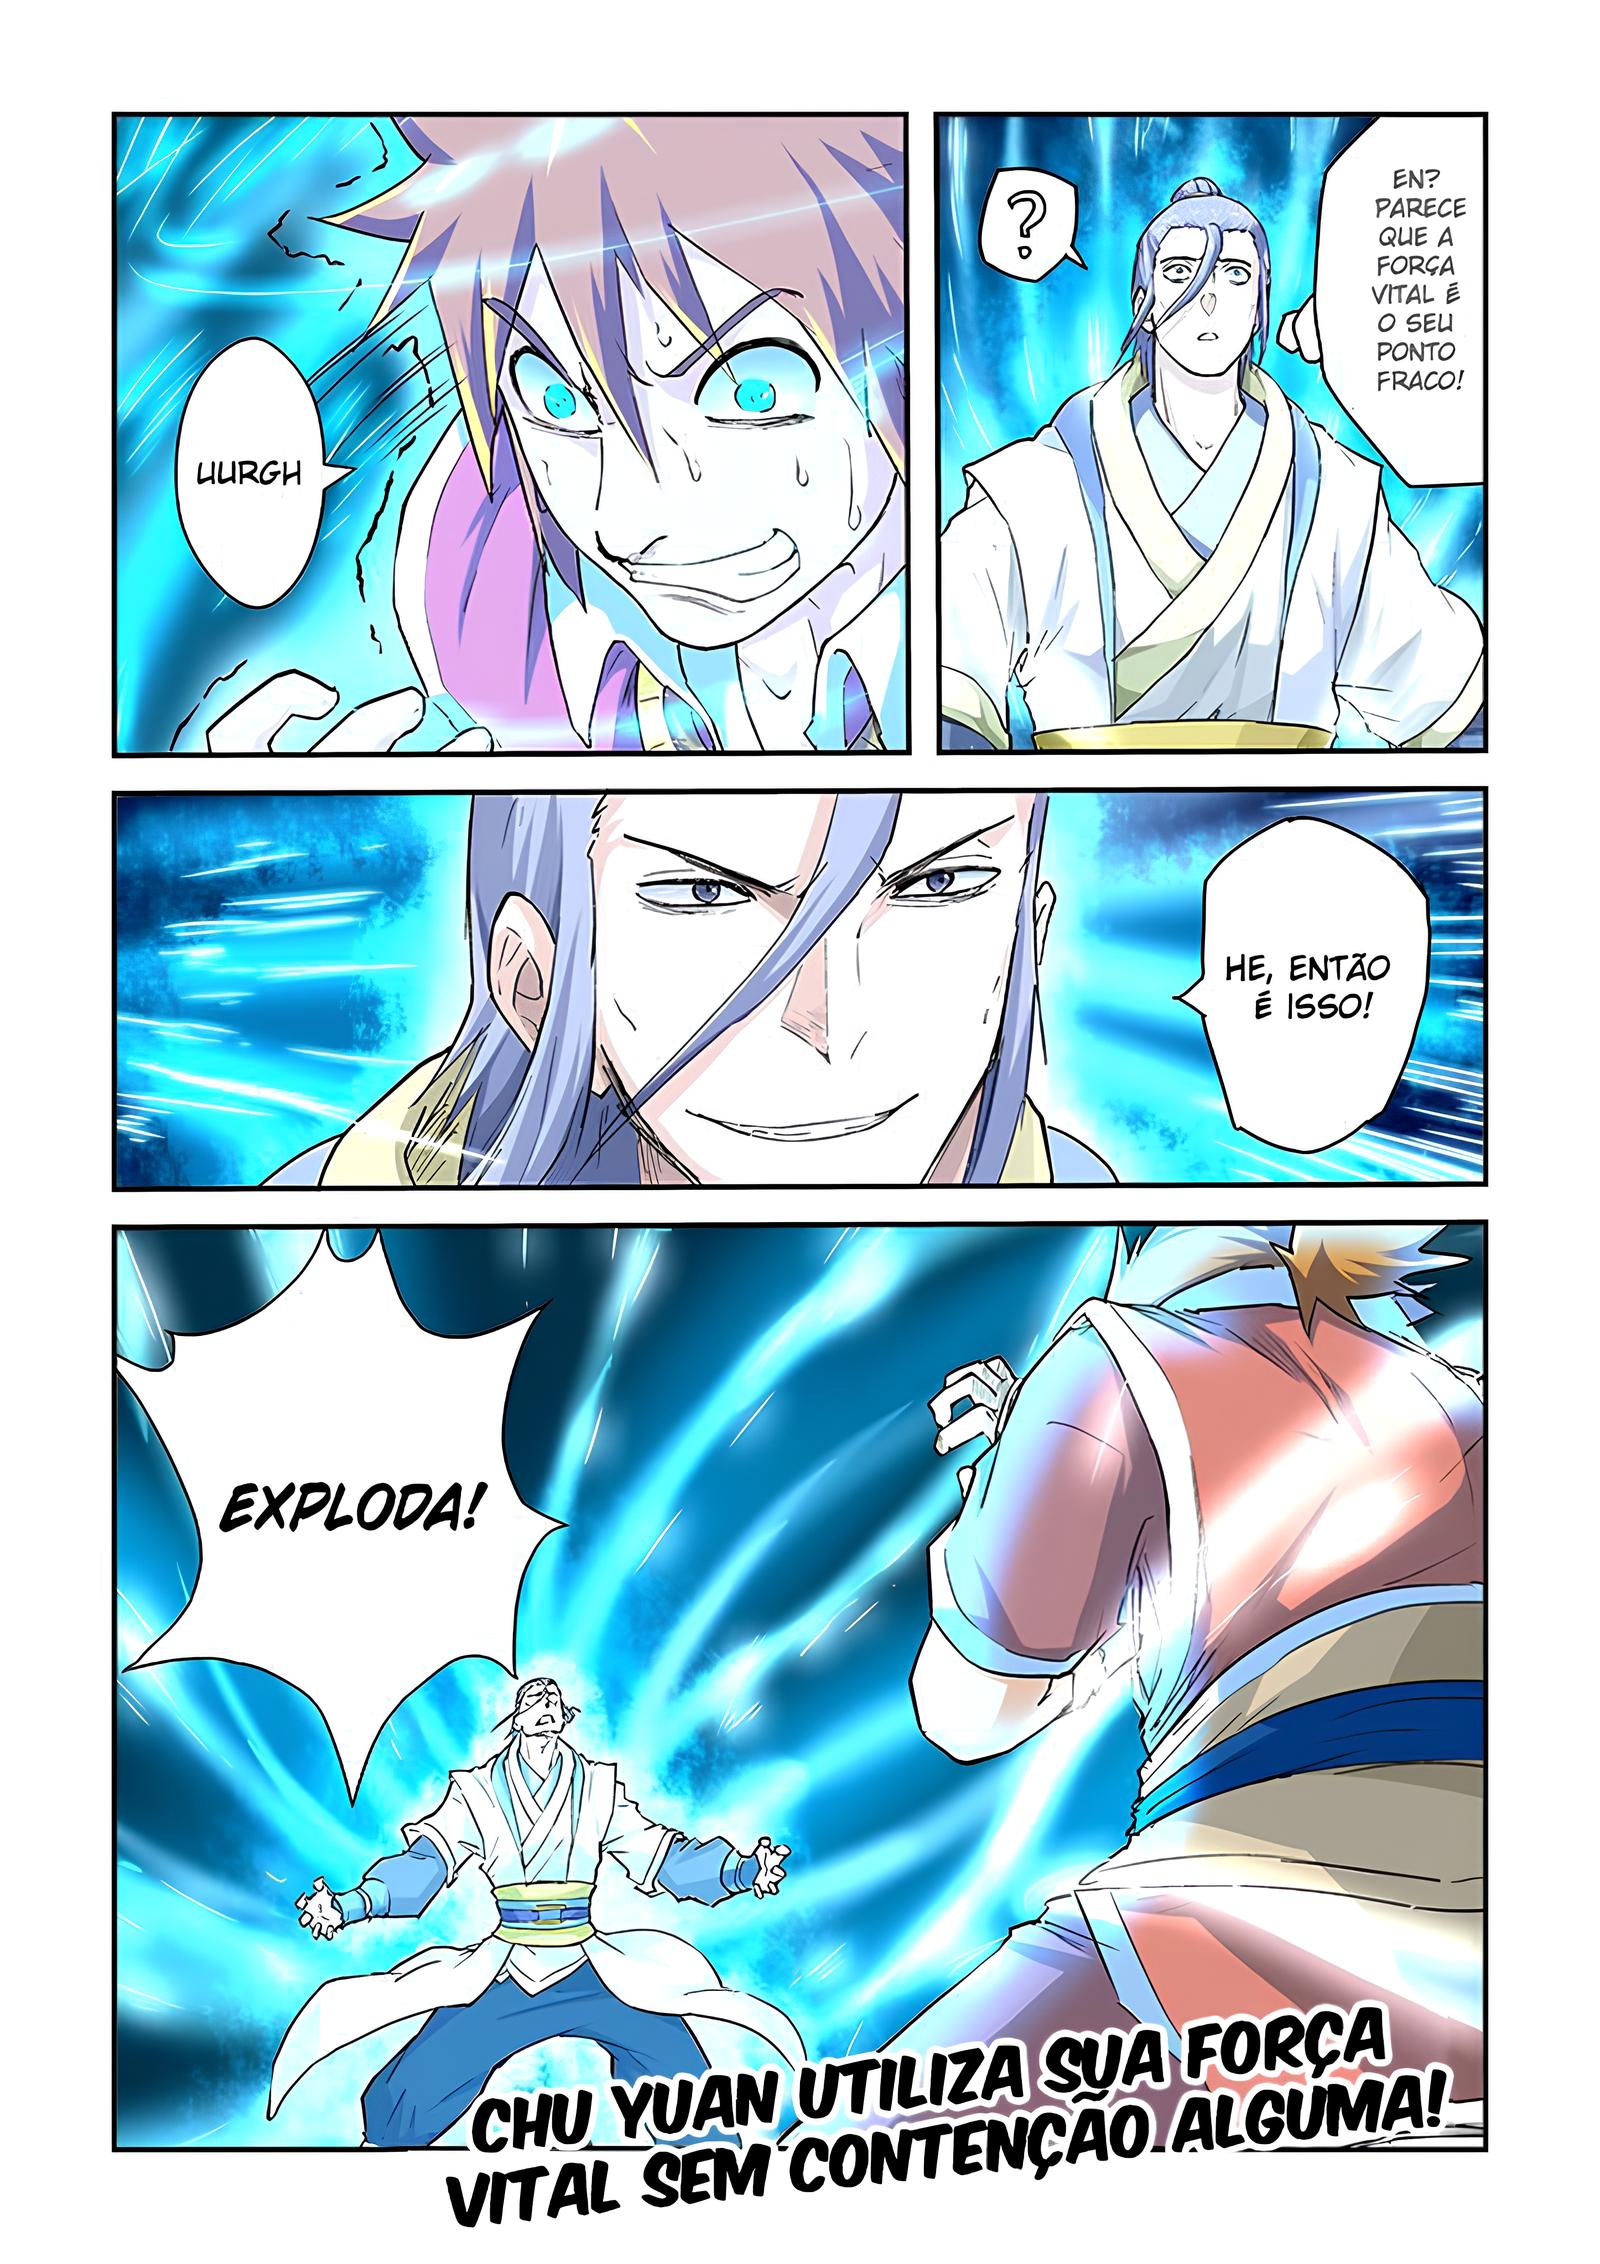 UURGH
?
EN?
PARECE
QUE A
FORÇA
VITAL É
O SEU
PONTO
FRACO!
HE, ENTÃO
É ISSO!
EXPLODA!
CHU YUAN UTILIZA SUA FORÇA
VITAL SEM CONTENÇÃO ALGUMA!